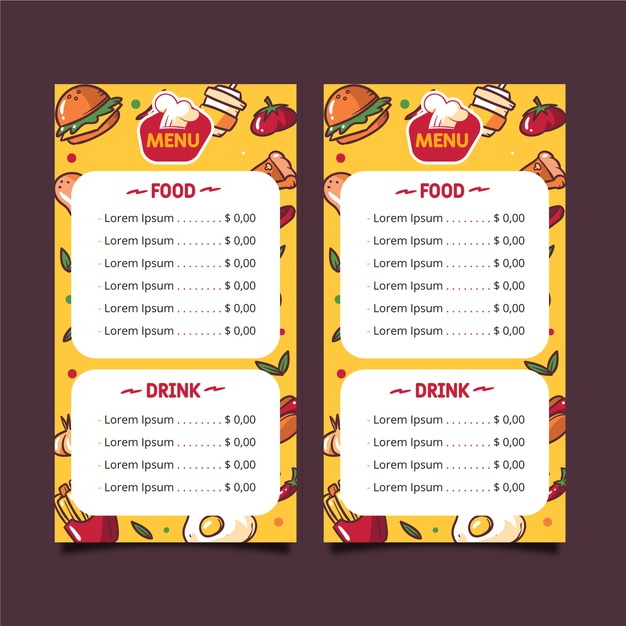 MENU
FOOD
- Lorem Ipsum . . . . . . . $ 0,00
- Lorem Ipsum . . . . . . . $ 0,00
- Lorem Ipsum . . . . . . . $ 0,00
- Lorem Ipsum . . . . . . . $ 0,00
- Lorem Ipsum . . . . . . . $ 0,00
- Lorem Ipsum . . . . . . . $ 0,00
DRINK
- Lorem Ipsum . . . . . . . $ 0,00
- Lorem Ipsum . . . . . . . $ 0,00
- Lorem Ipsum . . . . . . . $ 0,00
- Lorem Ipsum . . . . . . . $ 0,00
MENU
FOOD
- Lorem Ipsum . . . . . . . $ 0,00
- Lorem Ipsum . . . . . . . $ 0,00
- Lorem Ipsum . . . . . . . $ 0,00
- Lorem Ipsum . . . . . . . $ 0,00
- Lorem Ipsum . . . . . . . $ 0,00
- Lorem Ipsum . . . . . . . $ 0,00
DRINK
- Lorem Ipsum . . . . . . . $ 0,00
- Lorem Ipsum . . . . . . . $ 0,00
- Lorem Ipsum . . . . . . . $ 0,00
- Lorem Ipsum . . . . . . . $ 0,00